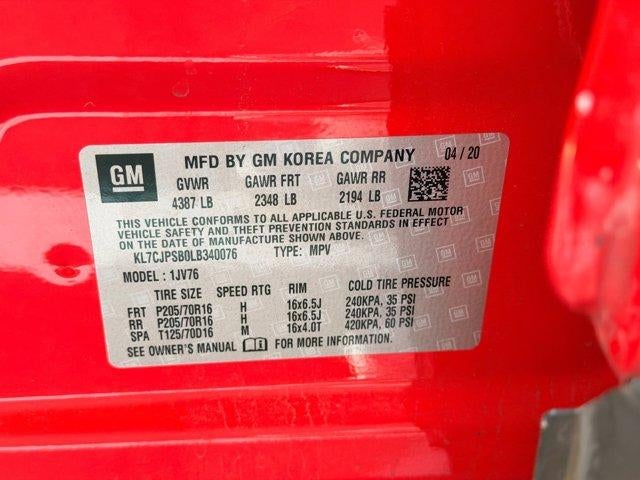 GM MFD BY GM KOREA COMPANY 04/20
GVWR GAWR FRT GAWR RR
4387 LB 2348 LB 2194 LB
THIS VEHICLE CONFORMS TO ALL APPLICABLE U.S. FEDERAL MOTOR
VEHICLE SAFETY AND THEFT PREVENTION STANDARDS IN EFFECT
ON THE DATE OF MANUFACTURE SHOWN ABOVE.
KL7CJPSB0LB340076 TYPE: MPV
MODEL: 1JV76
TIRE SIZE SPEED RTG RIM COLD TIRE PRESSURE
FRT P205/70R16 H 16x6.5J 240KPA, 35 PSI
RR P205/70R16 H 16x6.5J 240KPA, 35 PSI
SPA T125/70D16 M 16x4.0T 420KPA, 60 PSI
SEE OWNER'S MANUAL FOR MORE INFORMATION.